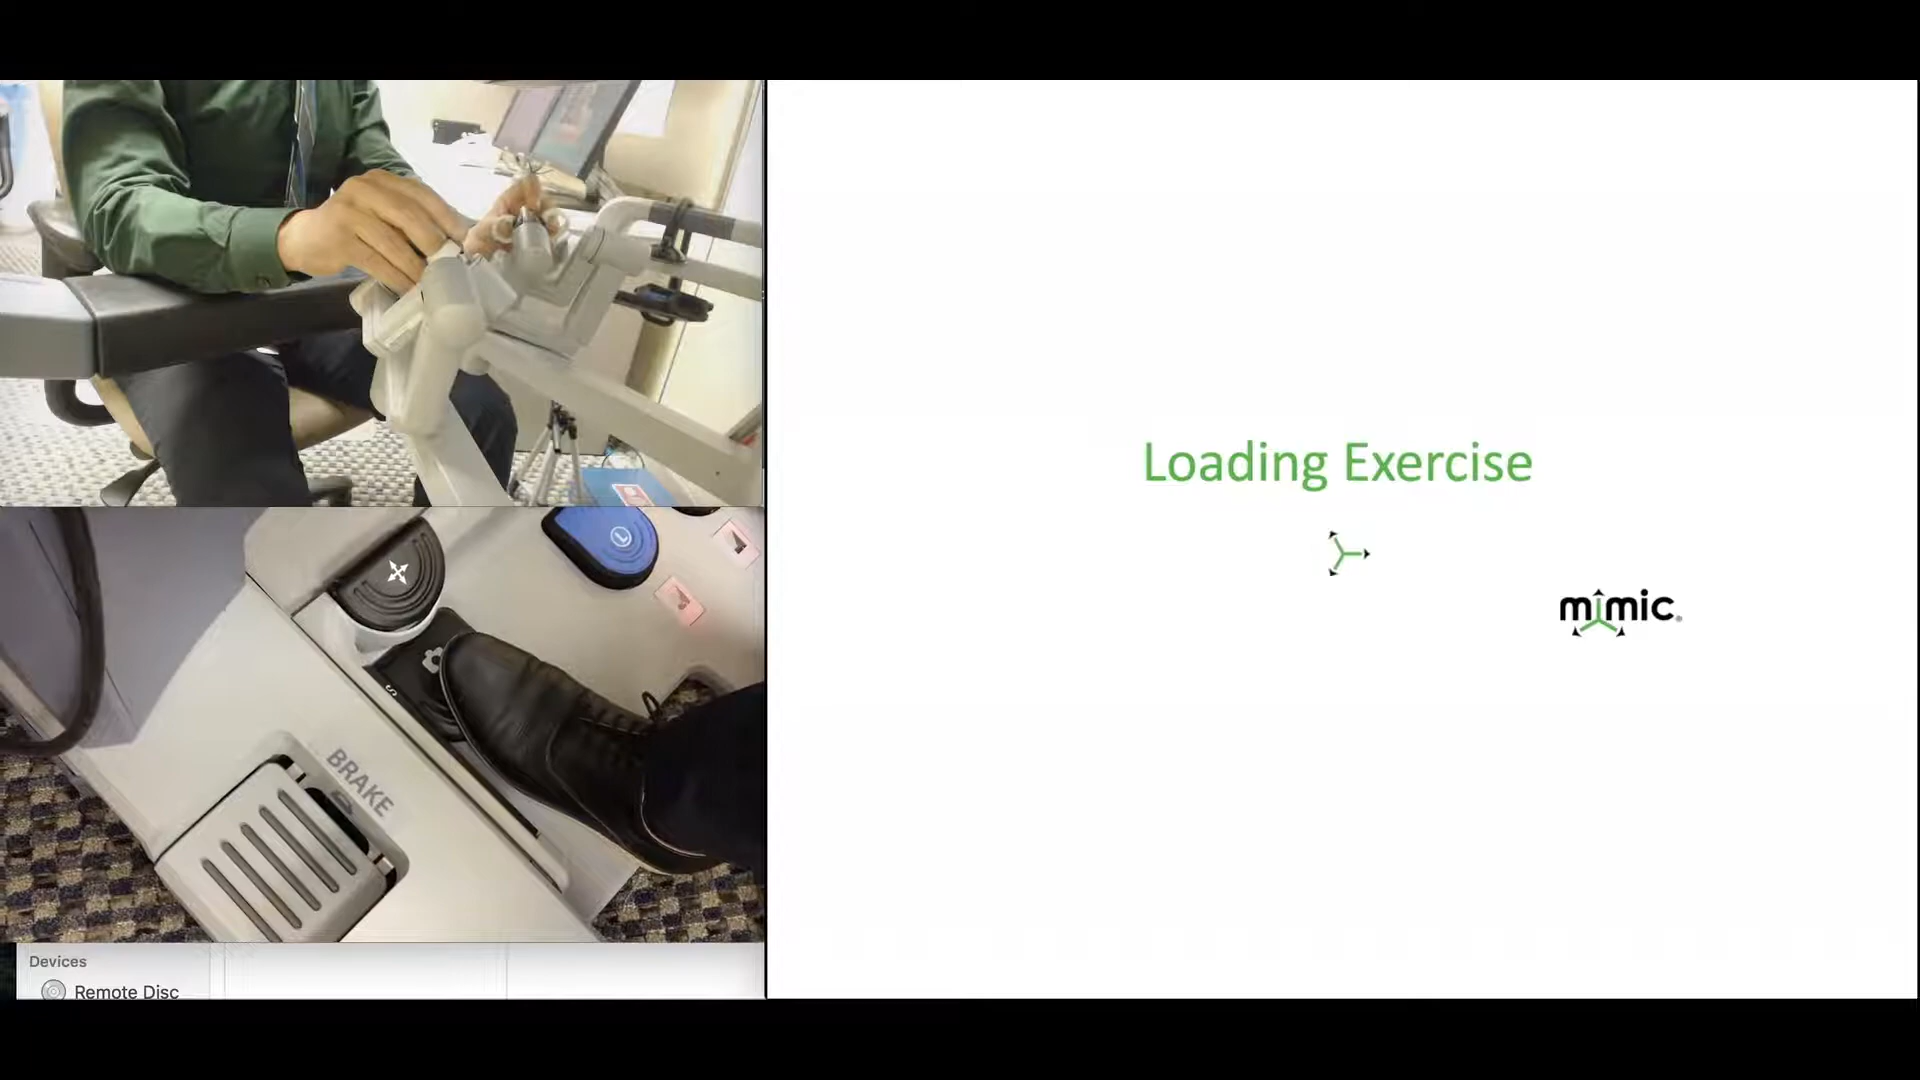 Loading Exercise
mimic
L
S
BRAKE
Devices
Remote Disc